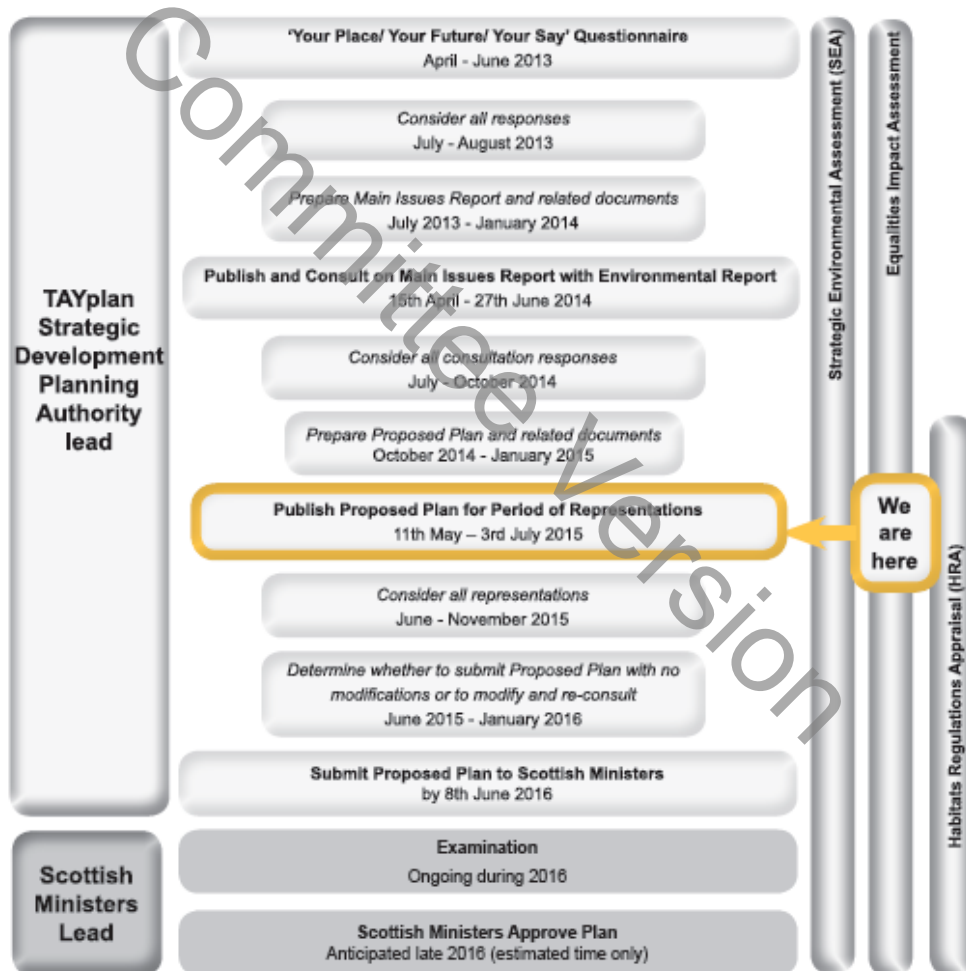 'Your Place/ Your Future/ Your Say' Questionnaire
April - June 2013
Consider all responses
July - August 2013
Prepare Main Issues Report and related documents
July 2013 - January 2014
Publish and Consult on Main Issues Report with Environmental Report
15th April - 27th June 2014
Consider all consultation responses
July - October 2014
Prepare Proposed Plan and related documents
October 2014 - January 2015
Publish Proposed Plan for Period of Representations
11th May – 3rd July 2015
Consider all representations
June - November 2015
Determine whether to submit Proposed Plan with no
modifications or to modify and re-consult
June 2015 - January 2016
Submit Proposed Plan to Scottish Ministers
by 8th June 2016
Examination
Ongoing during 2016
Scottish Ministers Approve Plan
Anticipated late 2016 (estimated time only)
TAYplan
Strategic
Development
Planning
Authority
lead
Scottish
Ministers
Lead
Strategic Environmental Assessment (SEA)
Equalities Impact Assessment
Habitats Regulations Appraisal (HRA)
We
are
here
Committee Version